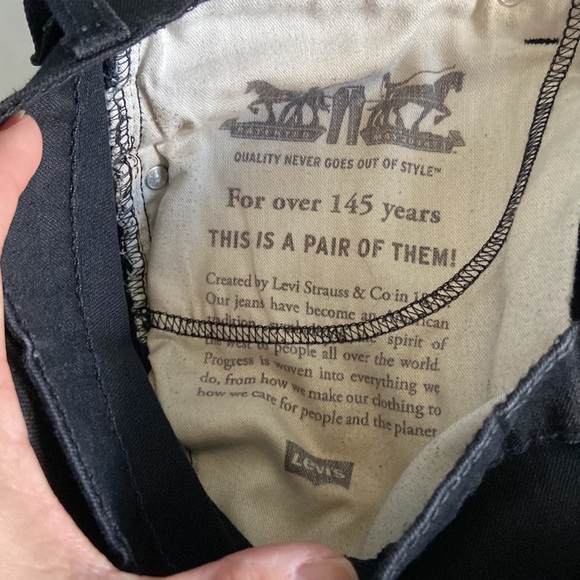 QUALITY NEVER GOES OUT OF STYLE™
For over 145 years
THIS IS A PAIR OF THEM!
Created by Levi Strauss & Co in
Our jeans have become an
spirit of
people all over the world.
Progress is woven into everything we
do, from how we make our clothing to
how we care for people and the planet
Levi's